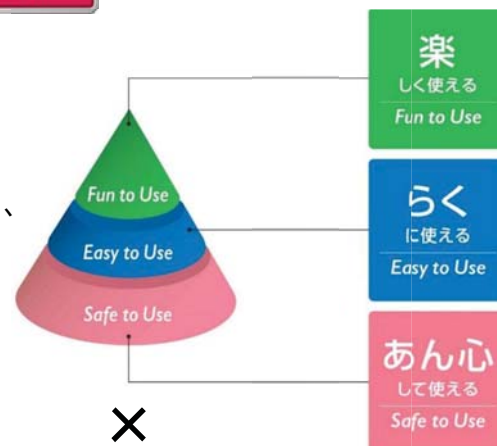 楽
しく使える
Fun to Use
Fun to Use
、
らく
に使える
Easy to Use
Easy to Use
あん心
して使える
Safe to Use
Safe to Use
×